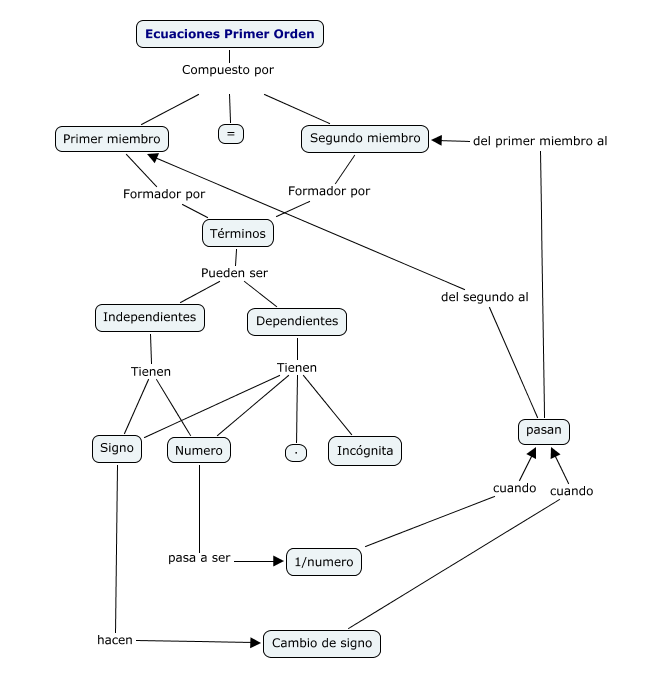 Ecuaciones Primer Orden
Compuesto por
Primer miembro
=
Segundo miembro
del primer miembro al
Formador por
Formador por
Términos
Pueden ser
del segundo al
Independientes
Dependientes
Tienen
Tienen
pasan
Signo
Numero
.
Incógnita
cuando
cuando
pasa a ser
1/numero
hacen
Cambio de signo